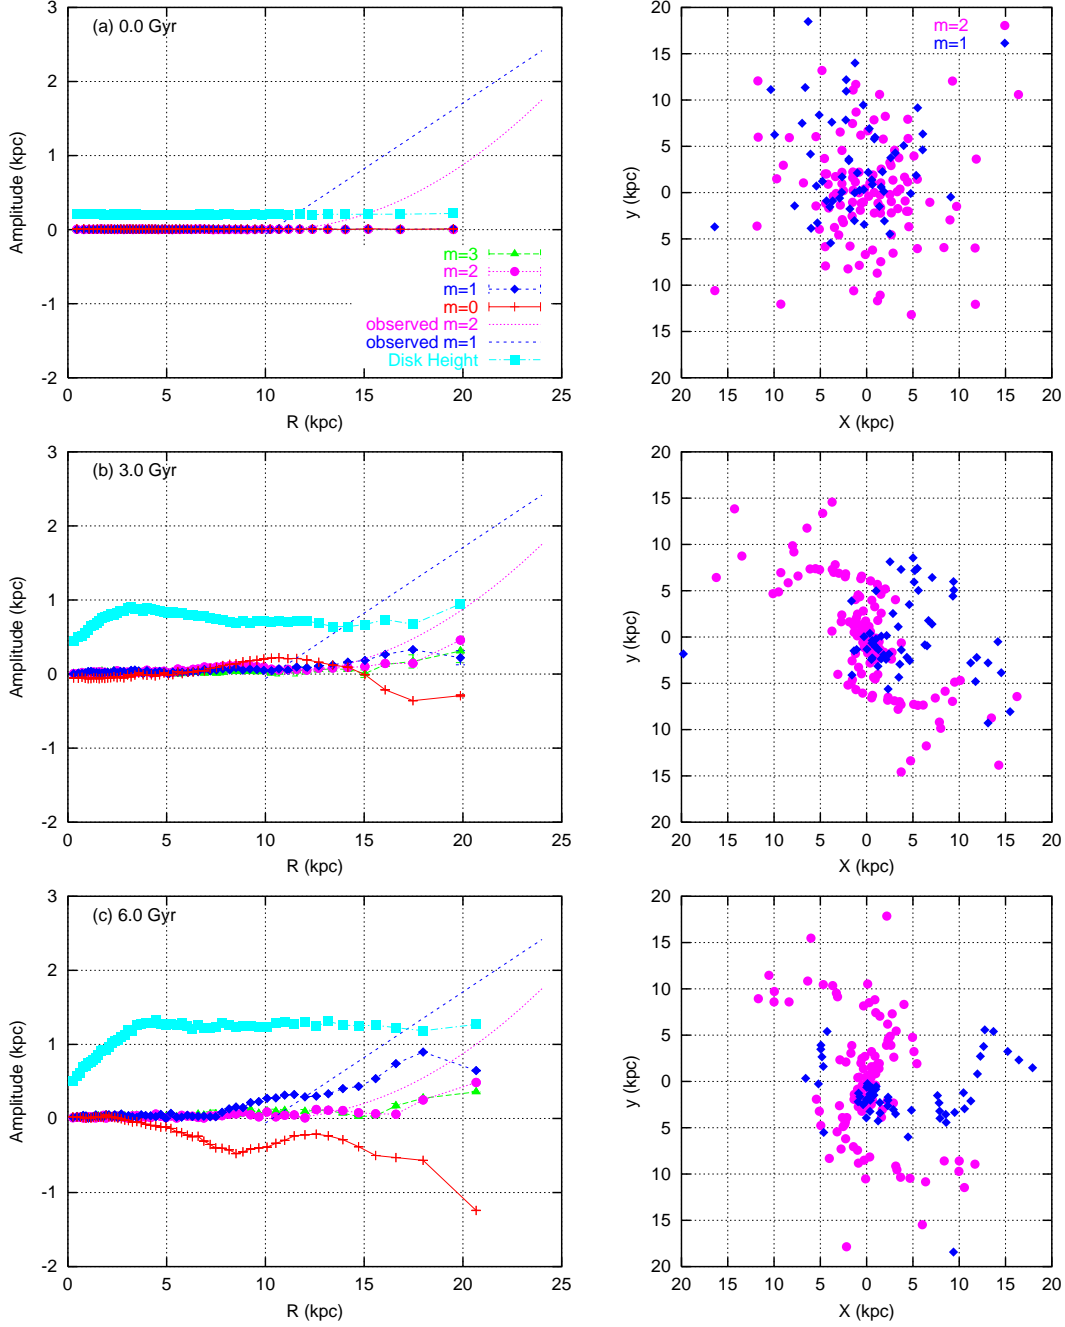 (a) 0.0 Gyr
3
2
1
0
-1
-2
Amplitude (kpc)
m=3
m=2
m=1
m=0
observed m=2
observed m=1
Disk Height
0 5 10 15 20 25
R (kpc)
m=2
m=1
20
15
10
5
0
5
10
15
20
y (kpc)
20 15 10 5 0 5 10 15 20
X (kpc)
(b) 3.0 Gyr
3
2
1
0
-1
-2
Amplitude (kpc)
0 5 10 15 20 25
R (kpc)
20
15
10
5
0
5
10
15
20
y (kpc)
20 15 10 5 0 5 10 15 20
X (kpc)
(c) 6.0 Gyr
3
2
1
0
-1
-2
Amplitude (kpc)
0 5 10 15 20 25
R (kpc)
20
15
10
5
0
5
10
15
20
y (kpc)
20 15 10 5 0 5 10 15 20
X (kpc)